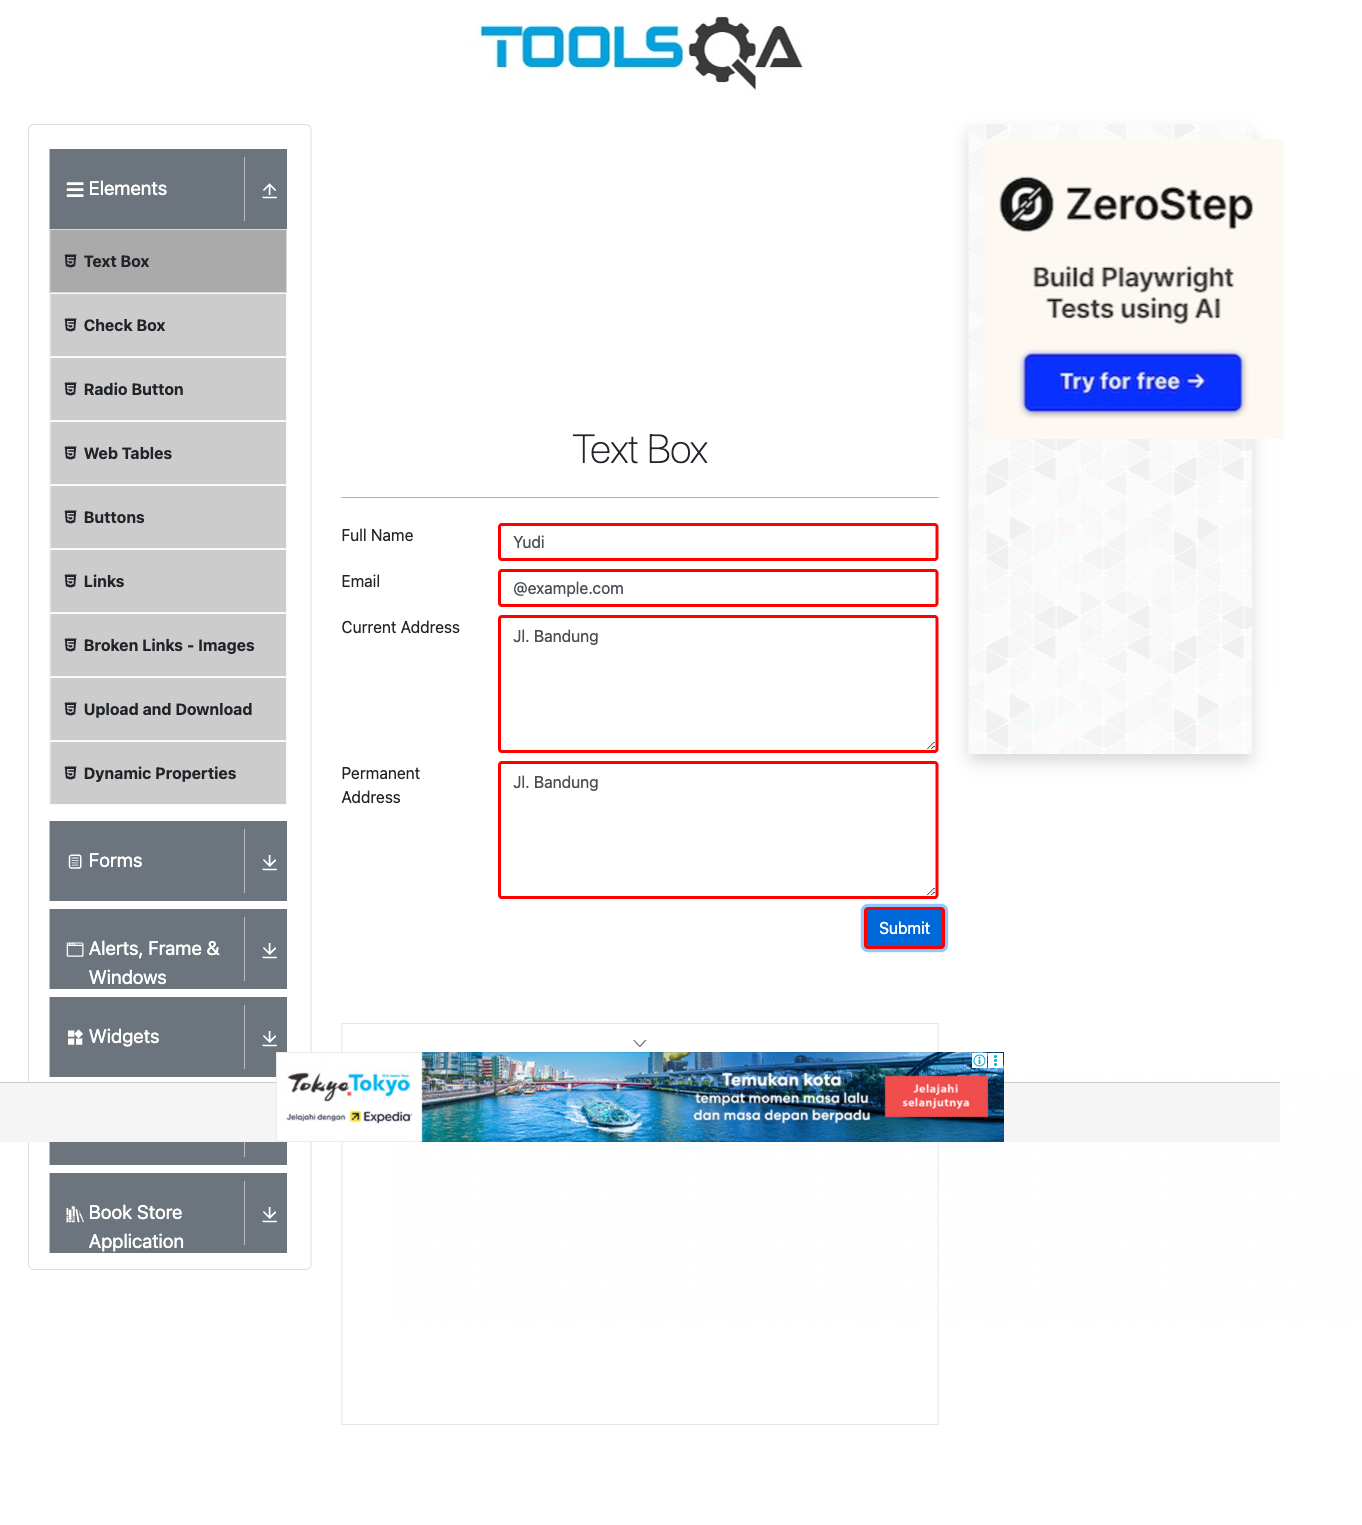 TOOLSQA
Elements
Text Box
Check Box
Radio Button
Web Tables
Buttons
Links
Broken Links - Images
Upload and Download
Dynamic Properties
Forms
Alerts, Frame &
Windows
Widgets
Book Store
Application
Text Box
Full Name
Yudi
Email
@example.com
Current Address
Jl. Bandung
Permanent
Address
Jl. Bandung
Submit
ZeroStep
Build Playwright
Tests using AI
Try for free →
Tokyo Tokyo
Jelajahi dengan Expedia
Temukan kota
tempat momen masa lalu
dan masa depan berpadu
Jelajahi
selanjutnya